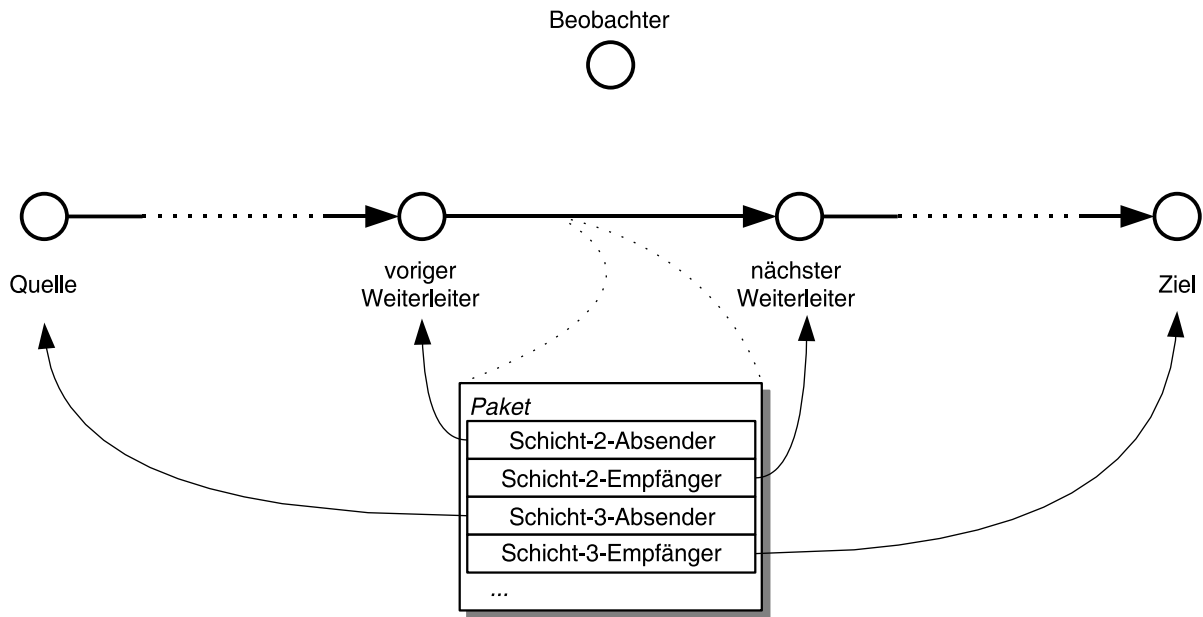 Beobachter
Quelle
voriger
Weiterleiter
nächster
Weiterleiter
Ziel
Paket
Schicht-2-Absender
Schicht-2-Empfänger
Schicht-3-Absender
Schicht-3-Empfänger
...